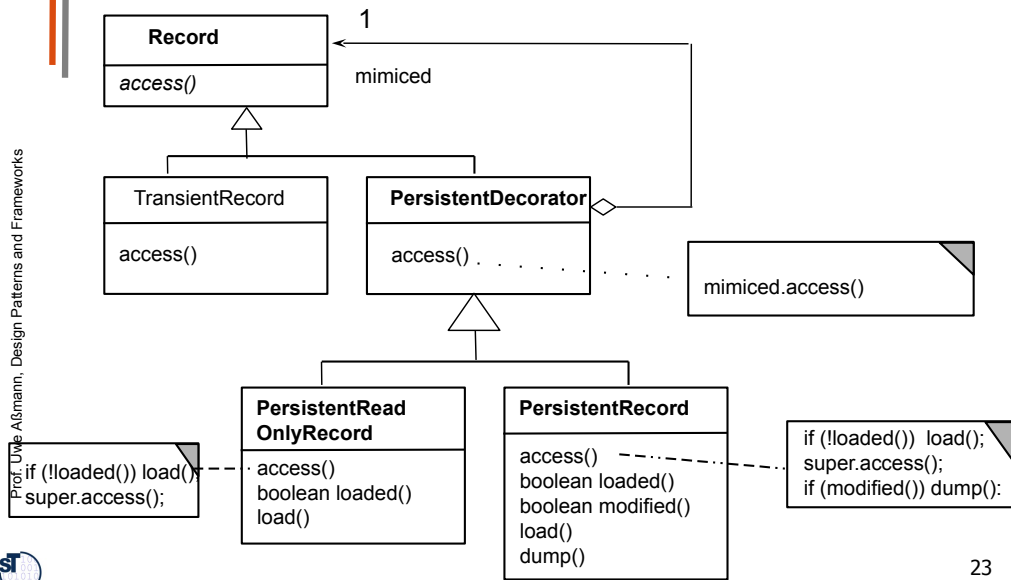 1
Record
access()
mimiced
TransientRecord
access()
PersistentDecorator
access()
mimiced.access()
PersistentRead
OnlyRecord
access()
boolean loaded()
load()
PersistentRecord
access()
boolean loaded()
boolean modified()
load()
dump()
if (!loaded()) load();
super.access();
if (!loaded()) load();
super.access();
if (modified()) dump():
Prof. Uwe Aßmann, Design Patterns and Frameworks
sT
23